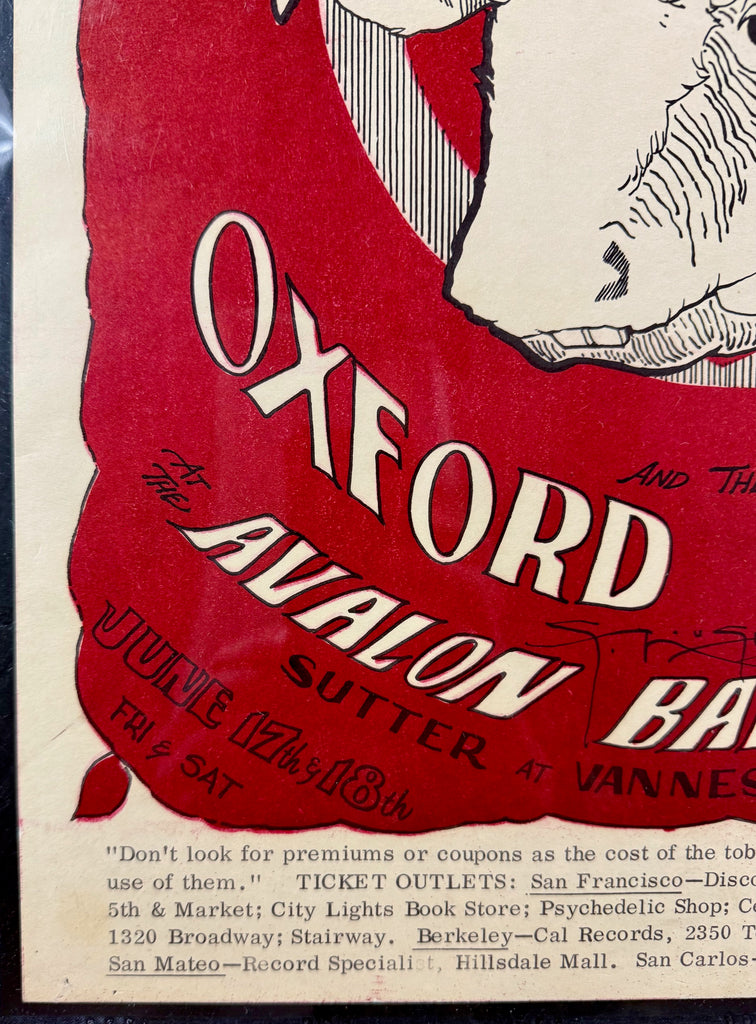 OXFORD
AND TH
AT THE
AVALON BA
JUNE 17th & 18th
SUTTER AT VANNES
FRI & SAT
"Don't look for premiums or coupons as the cost of the tob
use of them."   TICKET OUTLETS: San Francisco—Disco
5th & Market; City Lights Book Store; Psychedelic Shop; C
1320 Broadway; Stairway.  Berkeley—Cal Records, 2350 T
San Mateo—Record Specialist, Hillsdale Mall.  San Carlos-